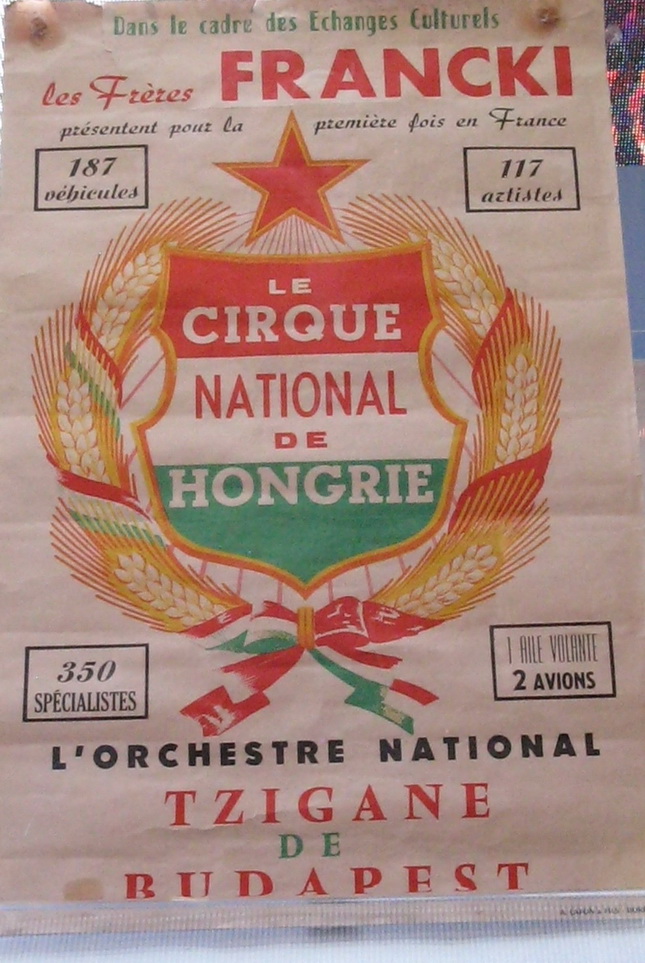 Dans le cadre des Echanges Culturels
les Frères FRANCKI
présentent pour la première fois en France
187
véhicules
117
artistes
LE
CIRQUE
NATIONAL
DE
HONGRIE
350
SPÉCIALISTES
1 AILE VOLANTE
2 AVIONS
L'ORCHESTRE NATIONAL
TZIGANE
DE
BUDAPEST